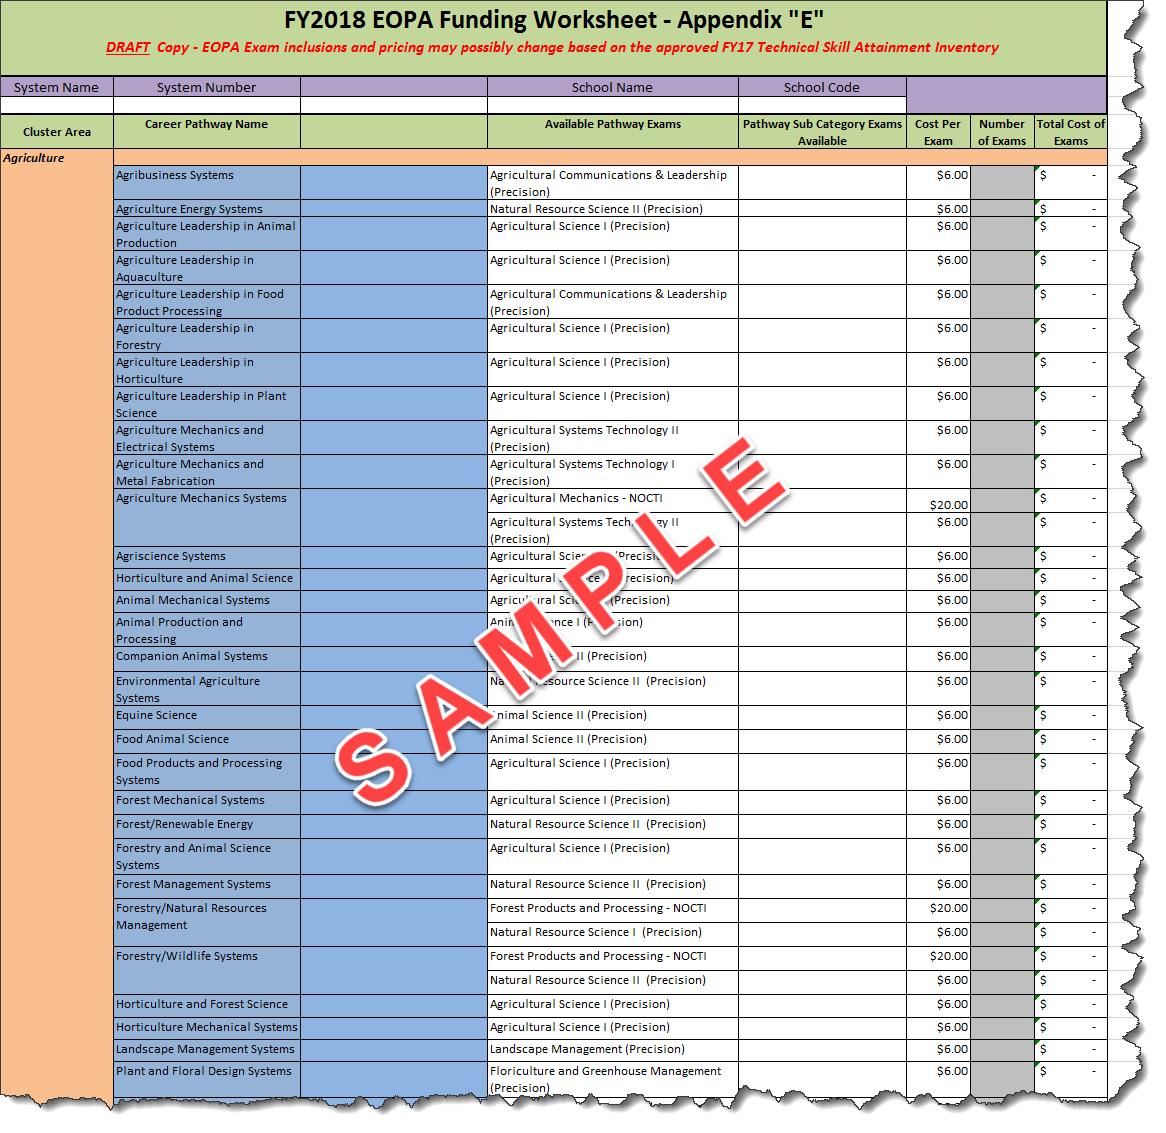 FY2018 EOPA Funding Worksheet - Appendix "E"
DRAFT Copy - EOPA Exam inclusions and pricing may possibly change based on the approved FY17 Technical Skill Attainment Inventory
System Name System Number School Name School Code
Cluster Area Career Pathway Name Available Pathway Exams Pathway Sub Category Exams Available Cost Per Exam Number of Exams Total Cost of Exams
Agriculture
Agribusiness Systems Agricultural Communications & Leadership $6.00 $ -
(Precision)
Agriculture Energy Systems Natural Resource Science II (Precision) $6.00 $ -
Agriculture Leadership in Animal Agricultural Science I (Precision) $6.00 $ -
Production
Agriculture Leadership in Agricultural Science I (Precision) $6.00 $ -
Aquaculture
Agriculture Leadership in Food Agricultural Communications & Leadership $6.00 $ -
Product Processing (Precision)
Agriculture Leadership in Agricultural Science I (Precision) $6.00 $ -
Forestry
Agriculture Leadership in Agricultural Science I (Precision) $6.00 $ -
Horticulture
Agriculture Leadership in Plant Agricultural Science I (Precision) $6.00 $ -
Science
Agriculture Mechanics and Agricultural Systems Technology II $6.00 $ -
Electrical Systems (Precision)
Agriculture Mechanics and Agricultural Systems Technology I $6.00 $ -
Metal Fabrication (Precision)
Agriculture Mechanics Systems Agricultural Mechanics - NOCTI $20.00 $ -
Agricultural Systems II $6.00 $ -
(Precision)
Agriscience Systems Agricultural $6.00 $ -
Horticulture and Animal Science Agricultural $6.00 $ -
Animal Mechanical Systems (Precision) $6.00 $ -
Animal Production and I $6.00 $ -
Processing
Companion Animal Systems II (Precision) $6.00 $ -
Environmental Agriculture Science II (Precision) $6.00 $ -
Systems
Equine Science Animal Science II (Precision) $6.00 $ -
Food Animal Science Animal Science II (Precision) $6.00 $ -
Food Products and Processing Agricultural Science I (Precision) $6.00 $ -
Systems
Forest Mechanical Systems Agricultural Science I (Precision) $6.00 $ -
Forest/Renewable Energy Natural Resource Science II (Precision) $6.00 $ -
Forestry and Animal Science Agricultural Science I (Precision) $6.00 $ -
Systems
Forest Management Systems Natural Resource Science II (Precision) $6.00 $ -
Forestry/Natural Resources Forest Products and Processing - NOCTI $20.00 $ -
Management Natural Resource Science I (Precision) $6.00 $ -
Forestry/Wildlife Systems Forest Products and Processing - NOCTI $20.00 $ -
Natural Resource Science II (Precision) $6.00 $ -
Horticulture and Forest Science Agricultural Science I (Precision) $6.00 $ -
Horticulture Mechanical Systems Agricultural Science I (Precision) $6.00 $ -
Landscape Management Systems Landscape Management (Precision) $6.00 $ -
Plant and Floral Design Systems Floriculture and Greenhouse Management $6.00 $ -
(Precision)
SAMPLE